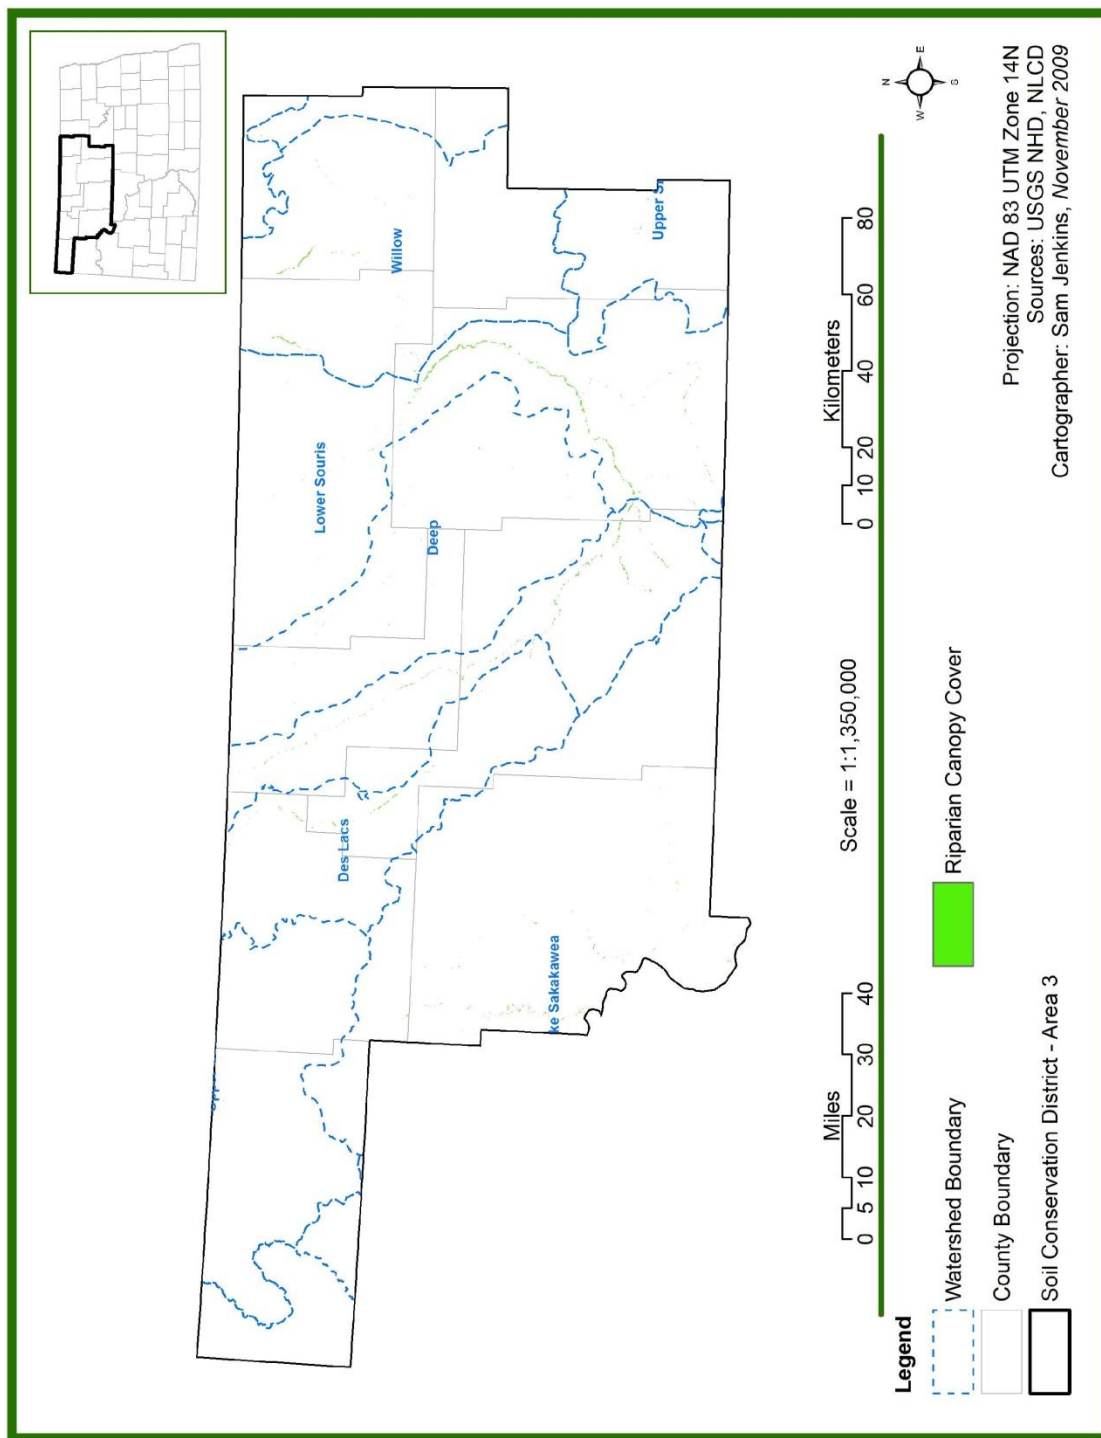 Lower Souris
Willow
Deep
Des Lacs
Upper S
ke Sakakawea
N
W
E
S
Miles
0 5 10 20 30 40
Scale = 1:1,350,000
Kilometers
0 10 20 40 60 80
Legend
Watershed Boundary
County Boundary
Soil Conservation District - Area 3
Riparian Canopy Cover
Projection: NAD 83 UTM Zone 14N
Sources: USGS NHD, NLCD
Cartographer: Sam Jenkins, November 2009